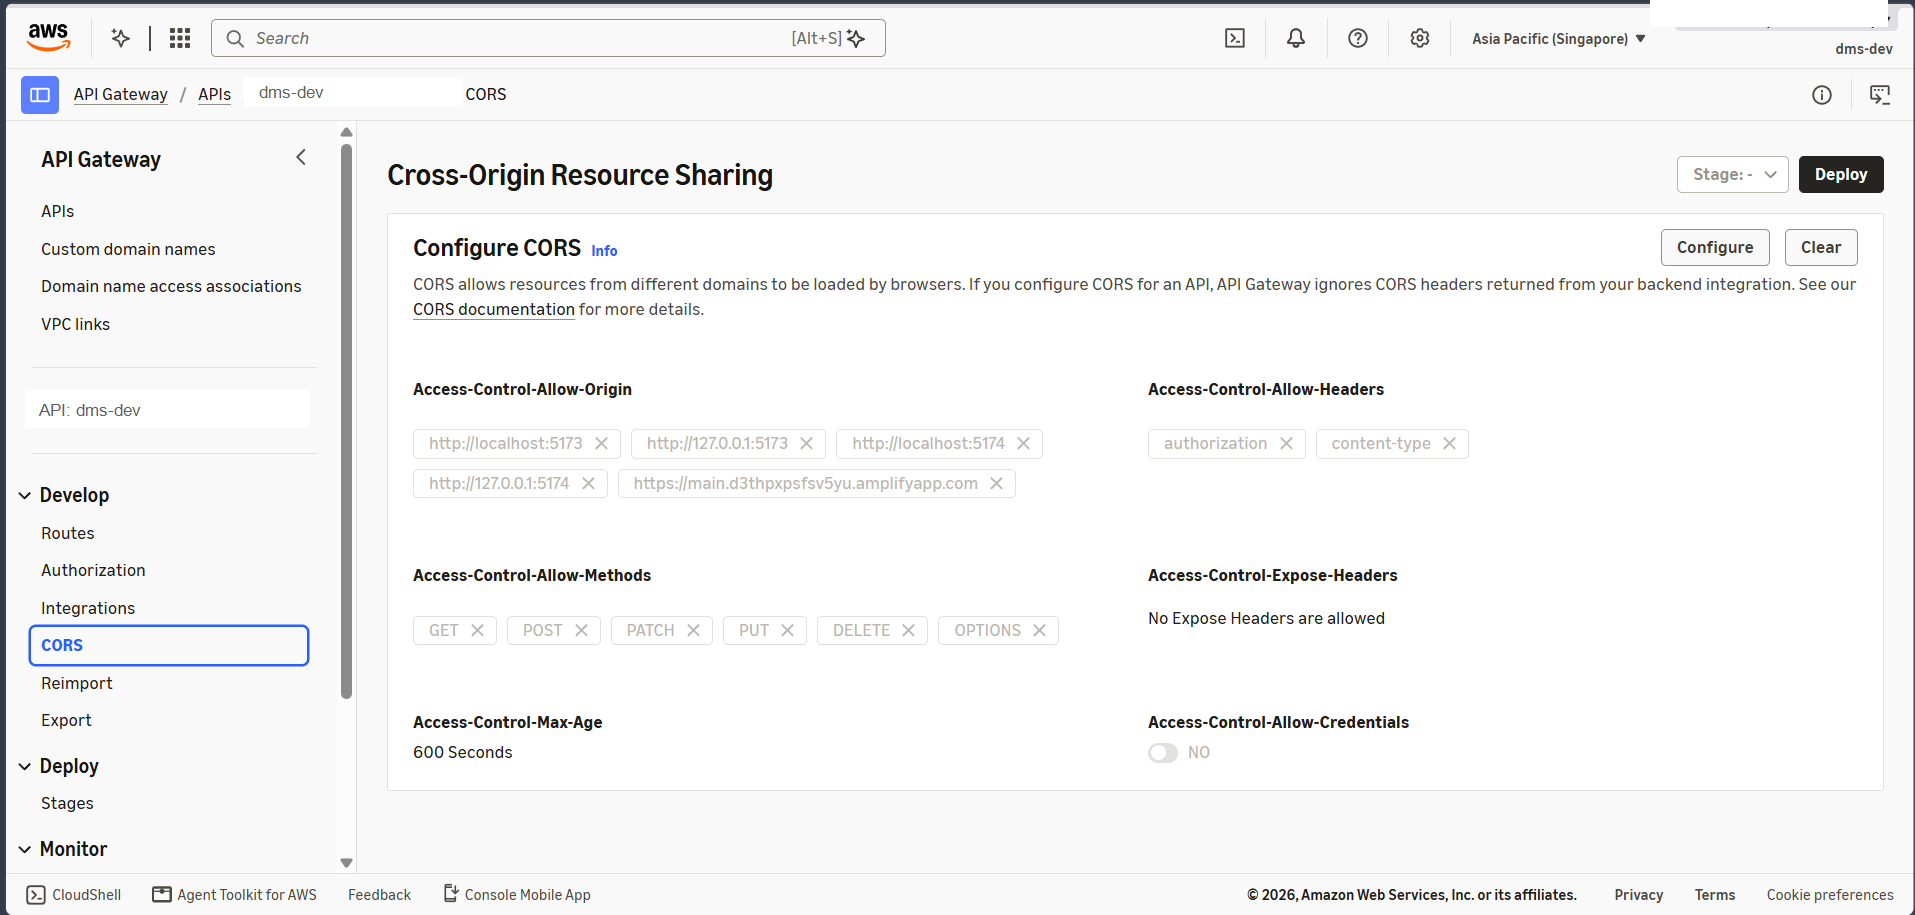 aws
Search [Alt+S]
Asia Pacific (Singapore)
dms-dev
API Gateway / APIs dms-dev CORS
API Gateway
APIs
Custom domain names
Domain name access associations
VPC links
API: dms-dev
Develop
Routes
Authorization
Integrations
CORS
Reimport
Export
Deploy
Stages
Monitor
Cross-Origin Resource Sharing
Stage: -
Deploy
Configure CORS Info
Configure
Clear
CORS allows resources from different domains to be loaded by browsers. If you configure CORS for an API, API Gateway ignores CORS headers returned from your backend integration. See our
CORS documentation for more details.
Access-Control-Allow-Origin
http://localhost:5173 http://127.0.0.1:5173 http://localhost:5174
http://127.0.0.1:5174 https://main.d3thpxpsfsv5yu.amplifyapp.com
Access-Control-Allow-Headers
authorization content-type
Access-Control-Allow-Methods
GET POST PATCH PUT DELETE OPTIONS
Access-Control-Expose-Headers
No Expose Headers are allowed
Access-Control-Max-Age
600 Seconds
Access-Control-Allow-Credentials
NO
CloudShell Agent Toolkit for AWS Feedback Console Mobile App
© 2026, Amazon Web Services, Inc. or its affiliates. Privacy Terms Cookie preferences